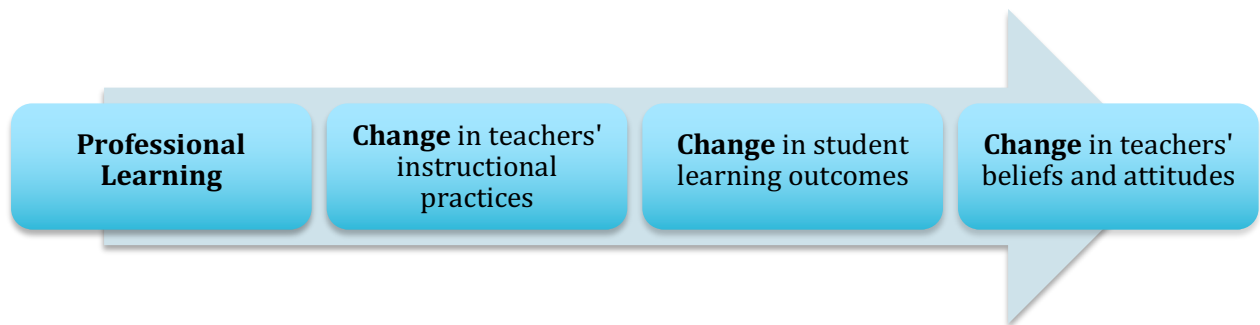 Professional
Learning
Change in teachers'
instructional
practices
Change in student
learning outcomes
Change in teachers'
beliefs and attitudes